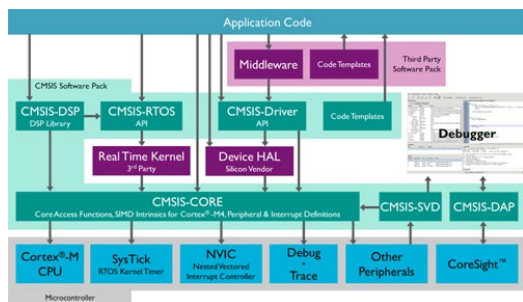 Application Code
Third Party
Software Pack
Middleware
Code Templates
CMSIS Software Pack
CMSIS-DSP
DSP Library
CMSIS-RTOS
API
CMSIS-Driver
API
Code Templates
Debugger
Real Time Kernel
3rd Party
Device HAL
Silicon Vendor
CMSIS-CORE
Core Access Functions, SIMD Intrinsics for Cortex®-M4, Peripheral & Interrupt Definitions
CMSIS-SVD
CMSIS-DAP
Cortex®-M
CPU
SysTick
RTOS Kernel Timer
NVIC
Nested Vectored
Interrupt Controller
Debug
+
Trace
Other
Peripherals
CoreSight™
Microcontroller